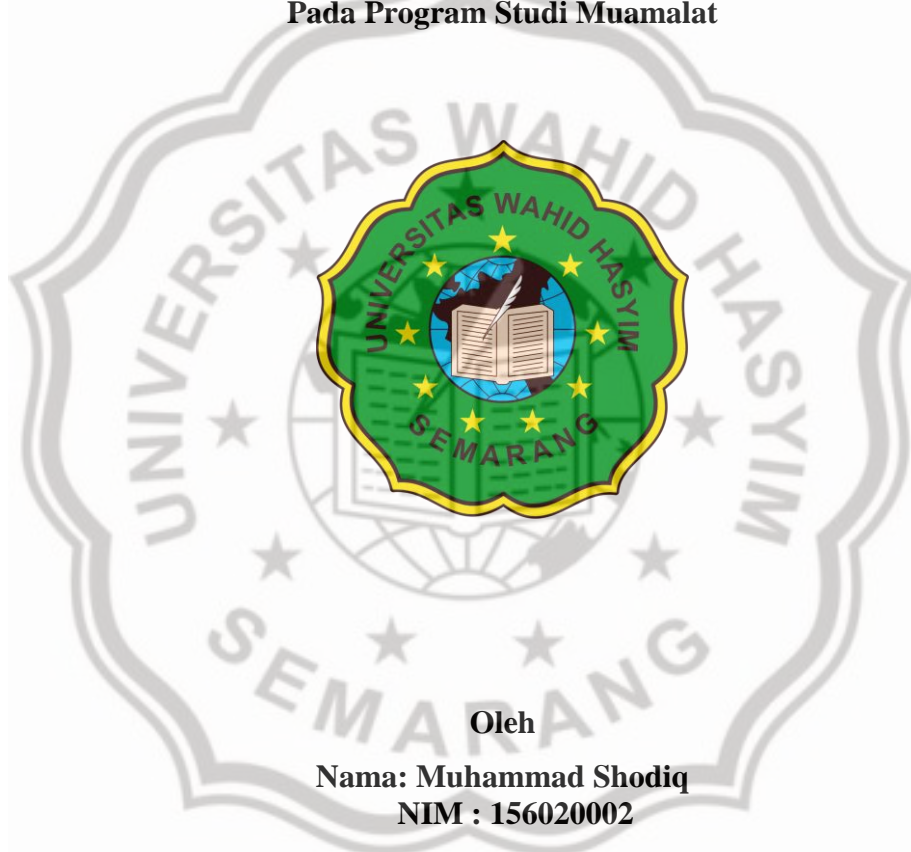 Pada Program Studi Muamalat
UNIVERSITAS WAHID HASYIM
SEMARANG
UNIVERSITAS WAHID HASYIM
SEMARANG
Oleh
Nama: Muhammad Shodiq
NIM : 156020002